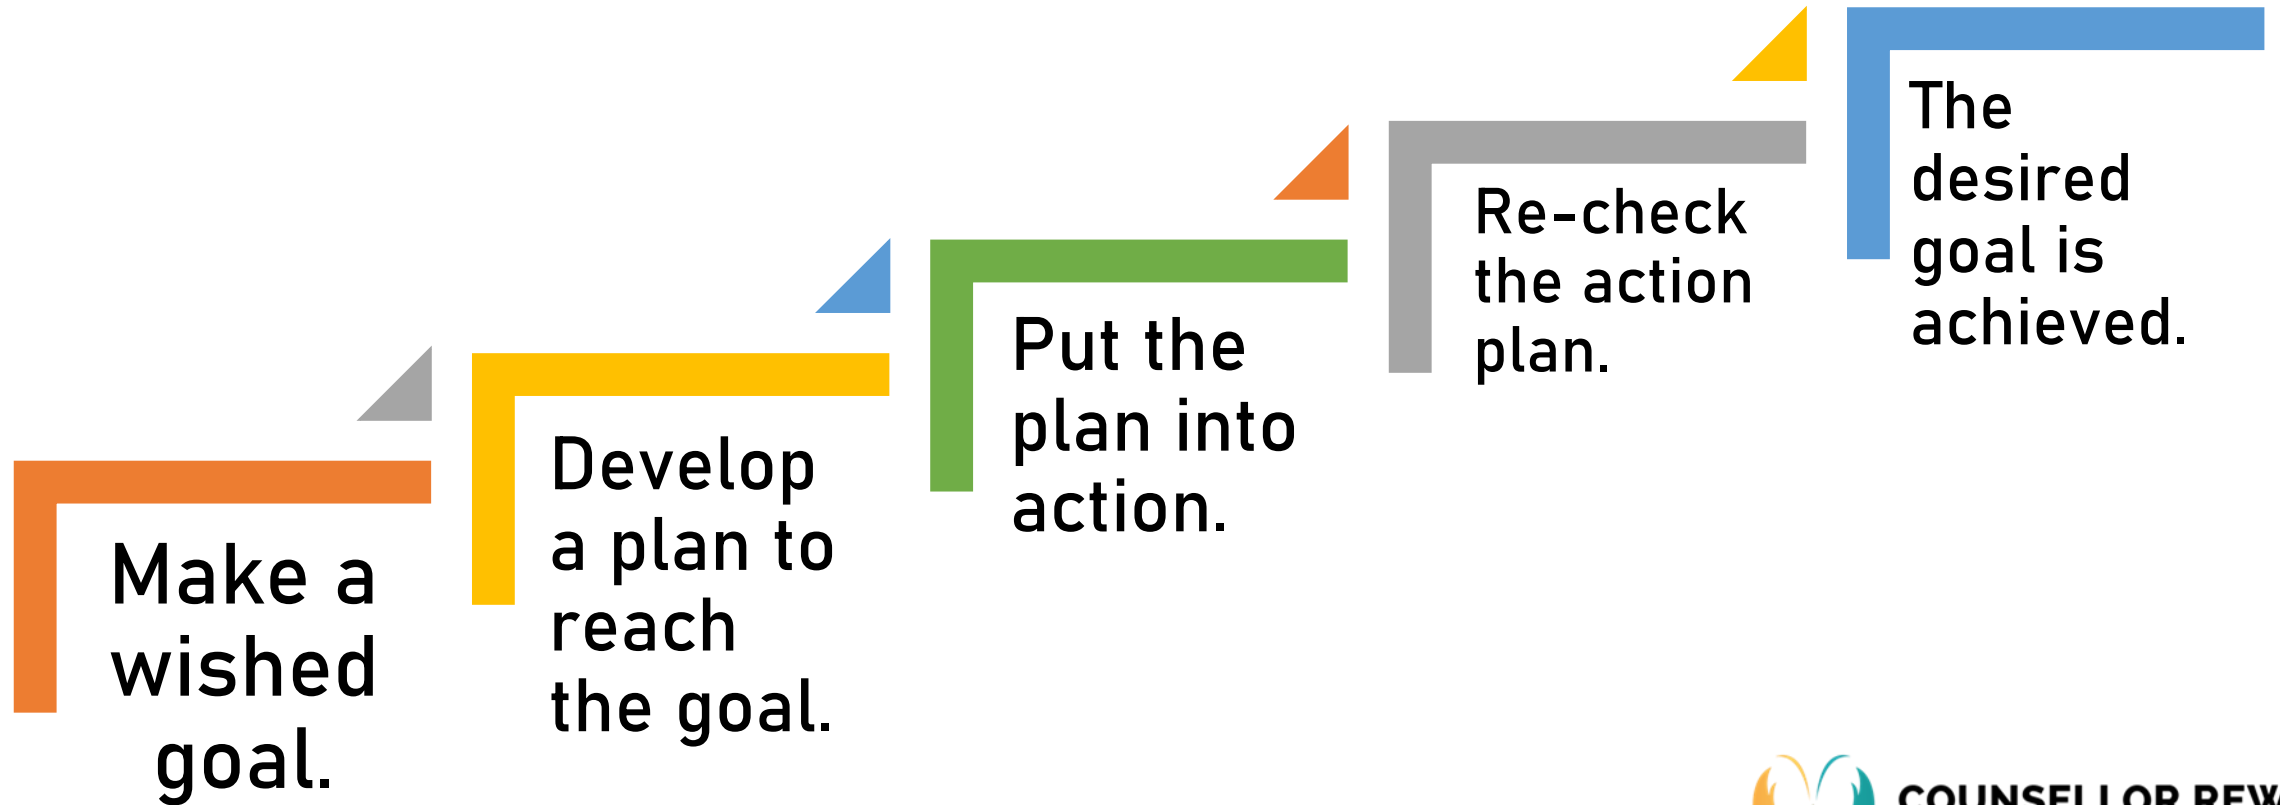 Make a
wished
goal.
Develop
a plan to
reach
the goal.
Put the
plan into
action.
Re-check
the action
plan.
The
desired
goal is
achieved.
COUNSELLOR